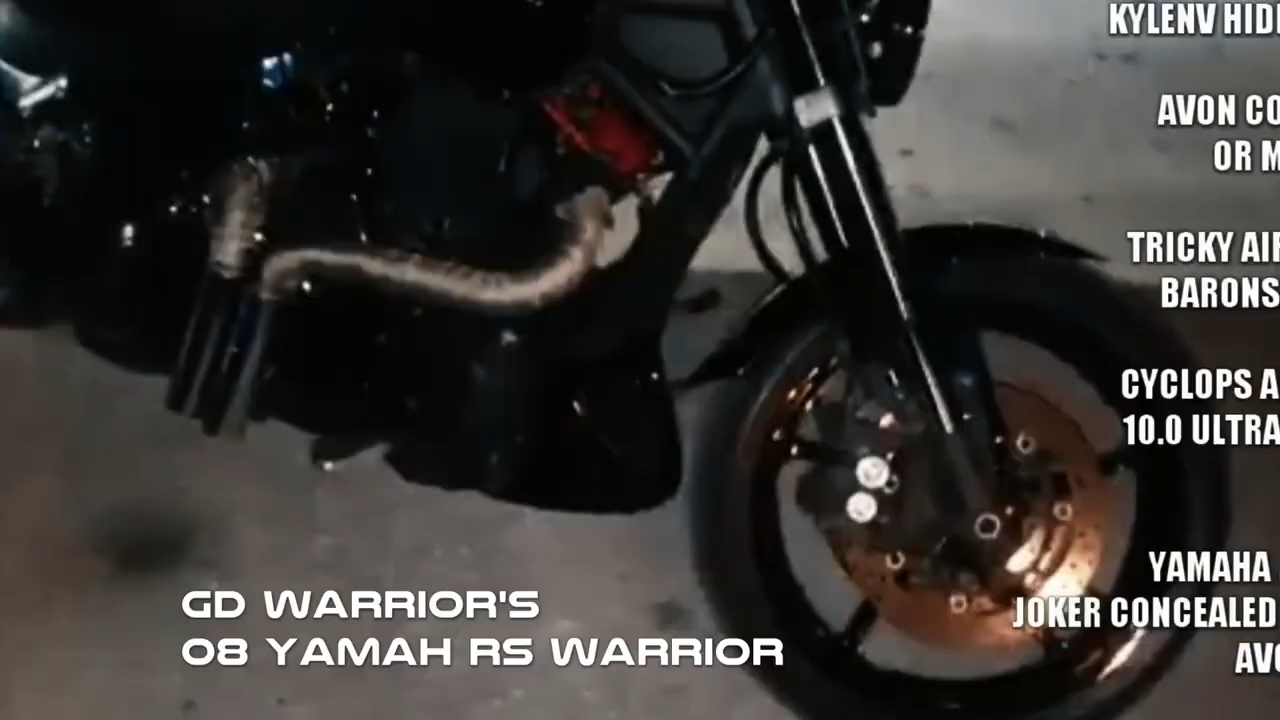 KYLENV HID
AVON CO
OR M
TRICKY AI
BARONS
CYCLOPS A
10.0 ULTRA
YAMAHA
JOKER CONCEALED
AV
GD WARRIOR'S
08 YAMAH RS WARRIOR